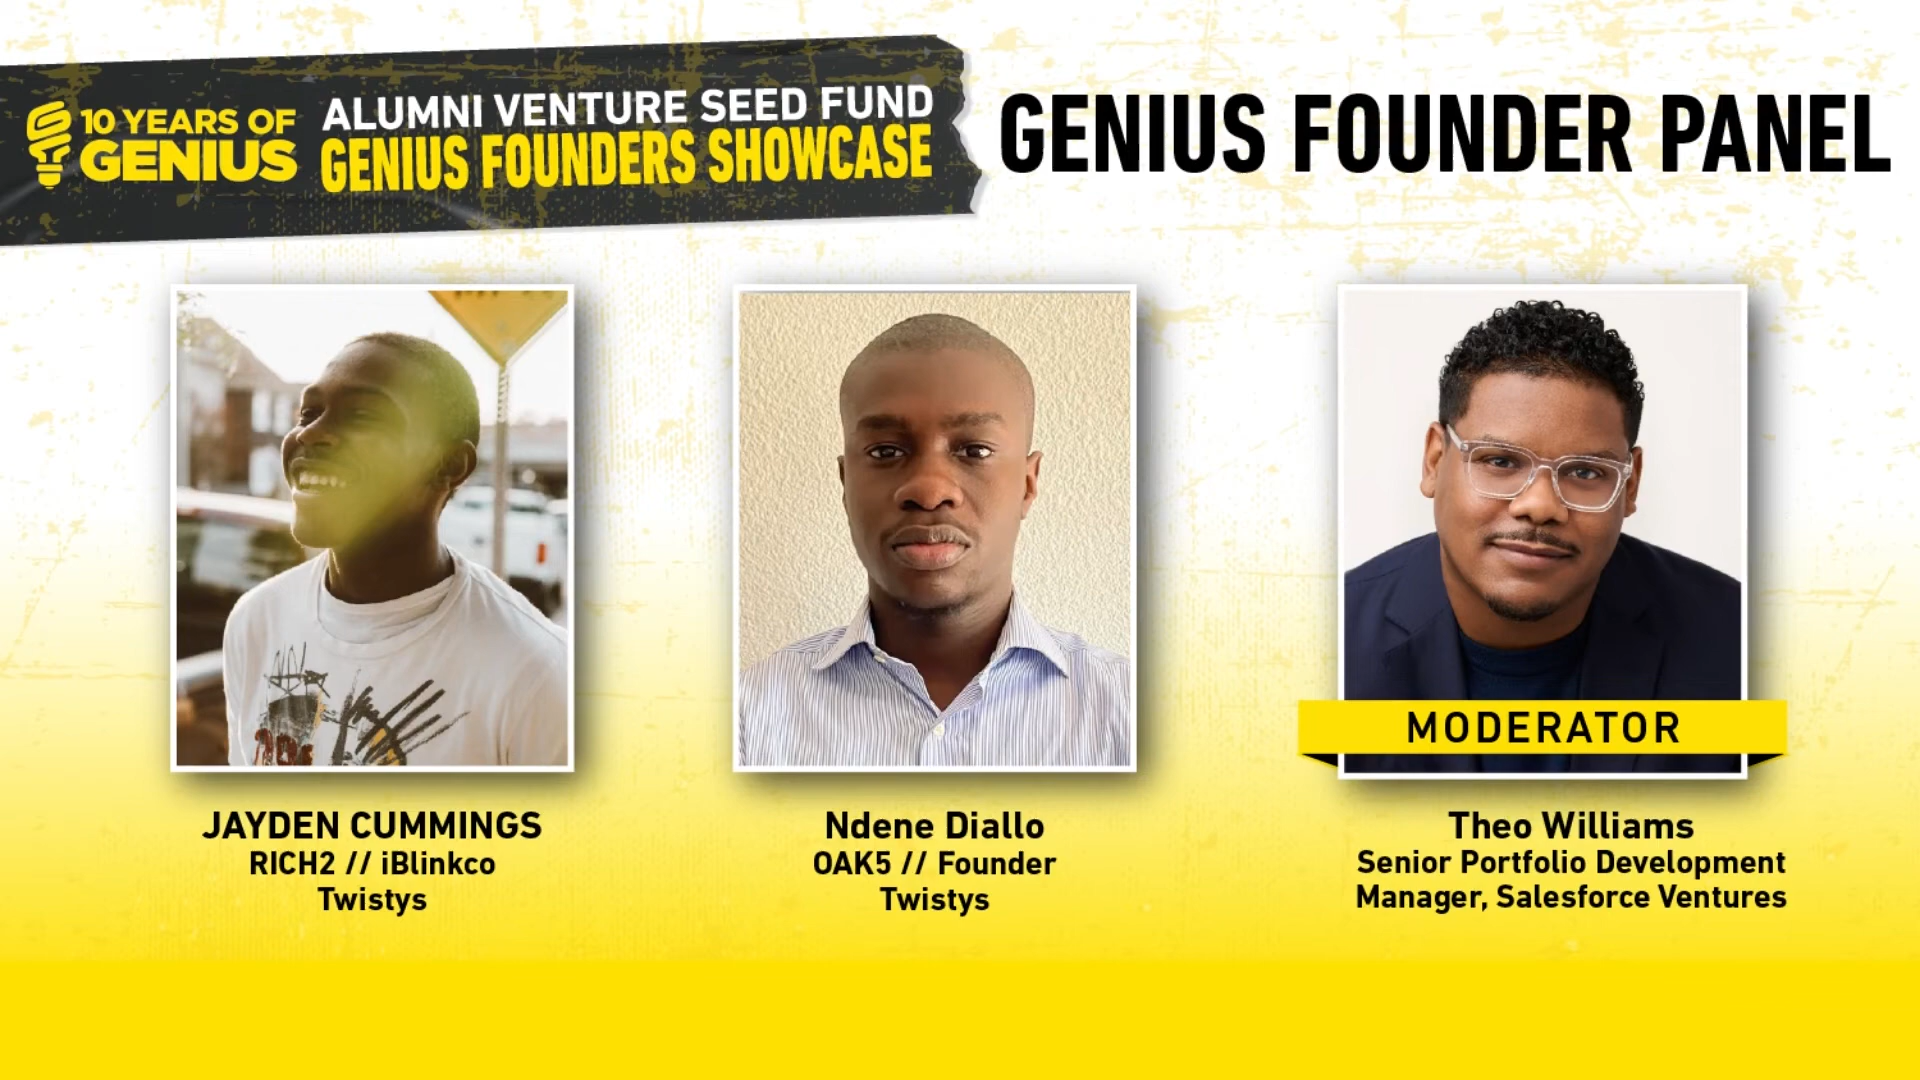 10 YEARS OF
GENIUS
ALUMNI VENTURE SEED FUND
GENIUS FOUNDERS SHOWCASE
GENIUS FOUNDER PANEL
MODERATOR
JAYDEN CUMMINGS
RICH2 // iBlinkco
Twistys
Ndene Diallo
OAK5 // Founder
Twistys
Theo Williams
Senior Portfolio Development
Manager, Salesforce Ventures